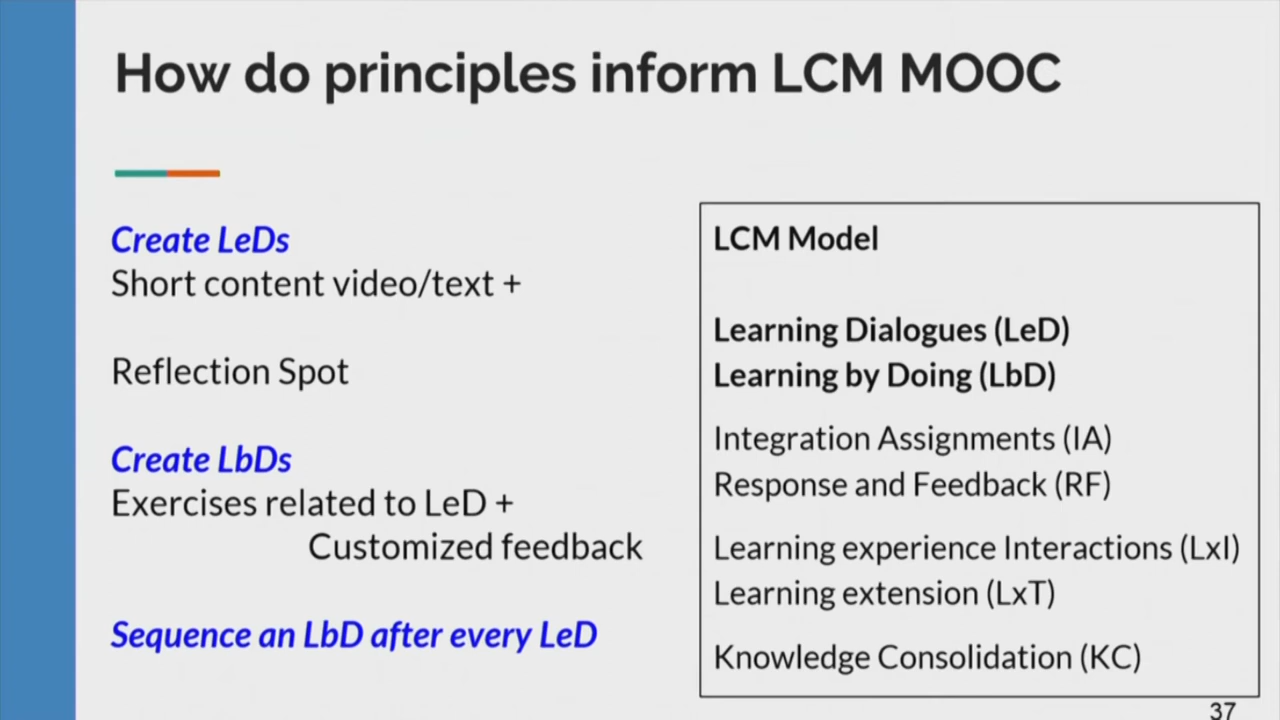 How do principles inform LCM MOOC
Create LeDs
Short content video/text +
Reflection Spot
Create LbDs
Exercises related to LeD +
Customized feedback
Sequence an LbD after every LeD
LCM Model
Learning Dialogues (LeD)
Learning by Doing (LbD)
Integration Assignments (IA)
Response and Feedback (RF)
Learning experience Interactions (LxI)
Learning extension (LxT)
Knowledge Consolidation (KC)
37